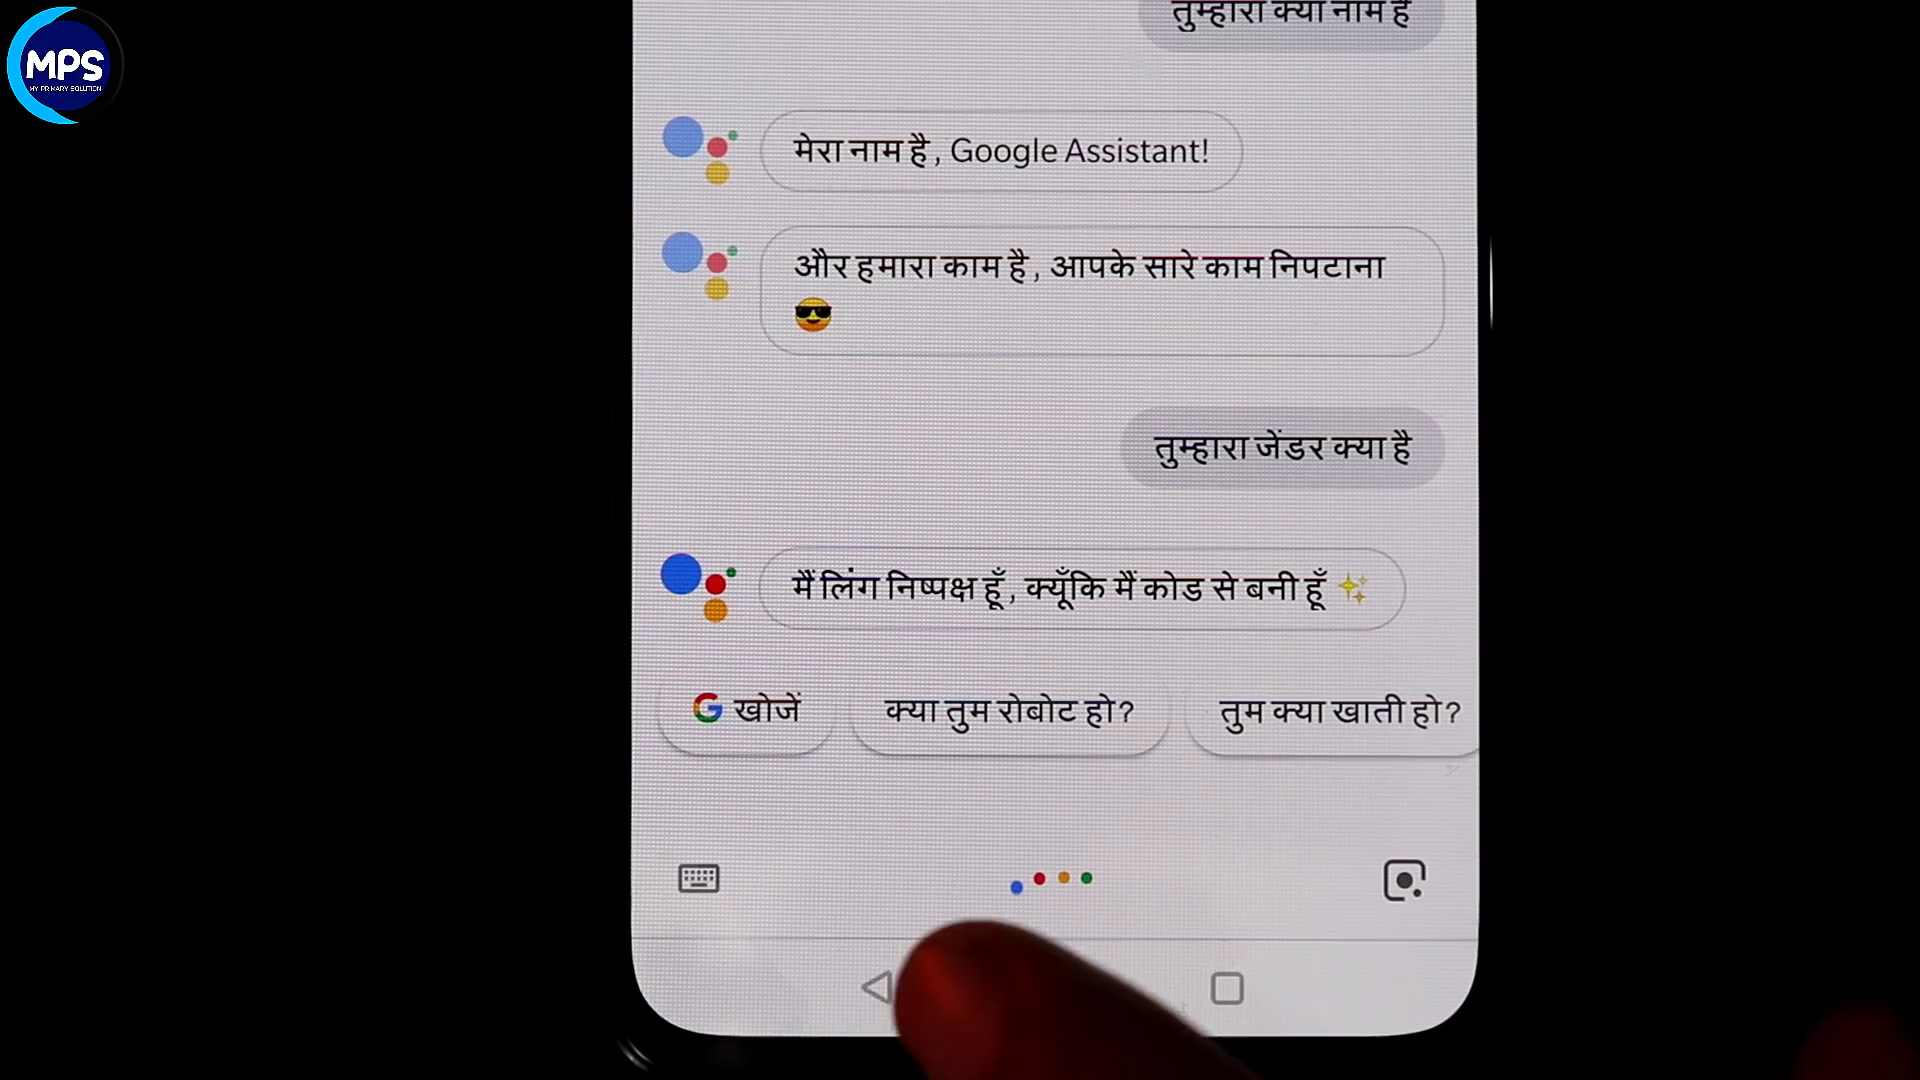 तुम्हारा क्या नाम है
MPS
MY PRIMARY SOLUTION
मेरा नाम है, Google Assistant!
और हमारा काम है, आपके सारे काम निपटाना
😎
तुम्हारा जेंडर क्या है
मैं लिंग निष्पक्ष हूँ, क्यूँकि मैं कोड से बनी हूँ ✨
G खोजें
क्या तुम रोबोट हो?
तुम क्या खाती हो?